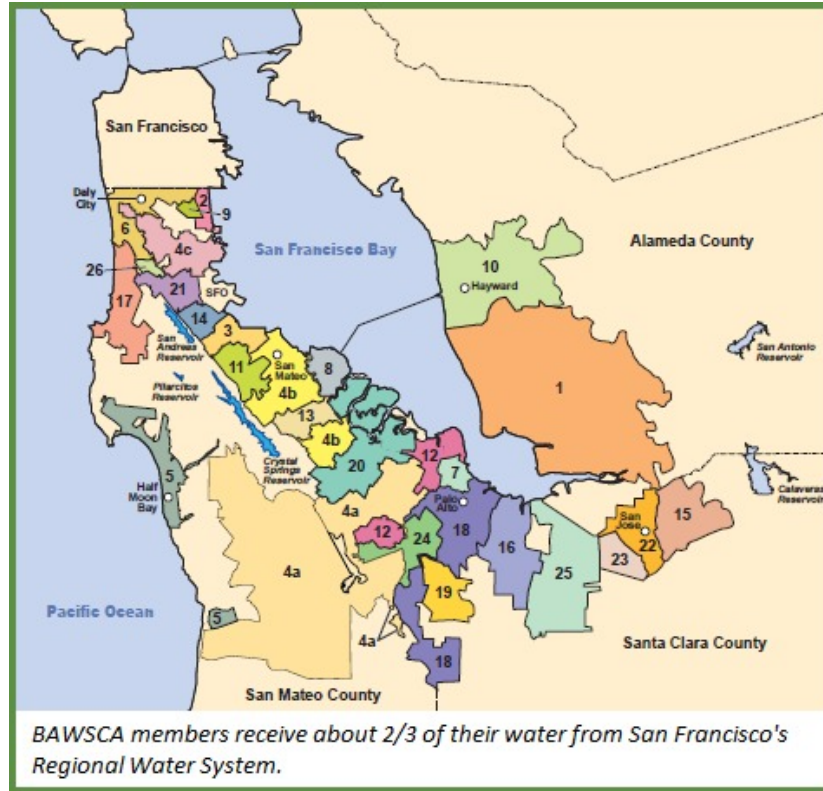 San Francisco
Daly
City
2
9
6
4c
San Francisco Bay
Alameda County
10
Hayward
26
21
SFO
17
14
San
Andreas
Reservoir
3
San
Mateo
8
San Antonio
Reservoir
11
1
Pilarcitos
Reservoir
4b
13
4b
12
Crystal
Springs
Reservoir
20
7
Calaveras
Reservoir
5
Half
Moon
Bay
4a
Palo
Alto
San
Jose
15
12
24
18
16
22
23
4a
25
19
5
4a
Pacific Ocean
18
Santa Clara County
San Mateo County
BAWSCA members receive about 2/3 of their water from San Francisco's
Regional Water System.